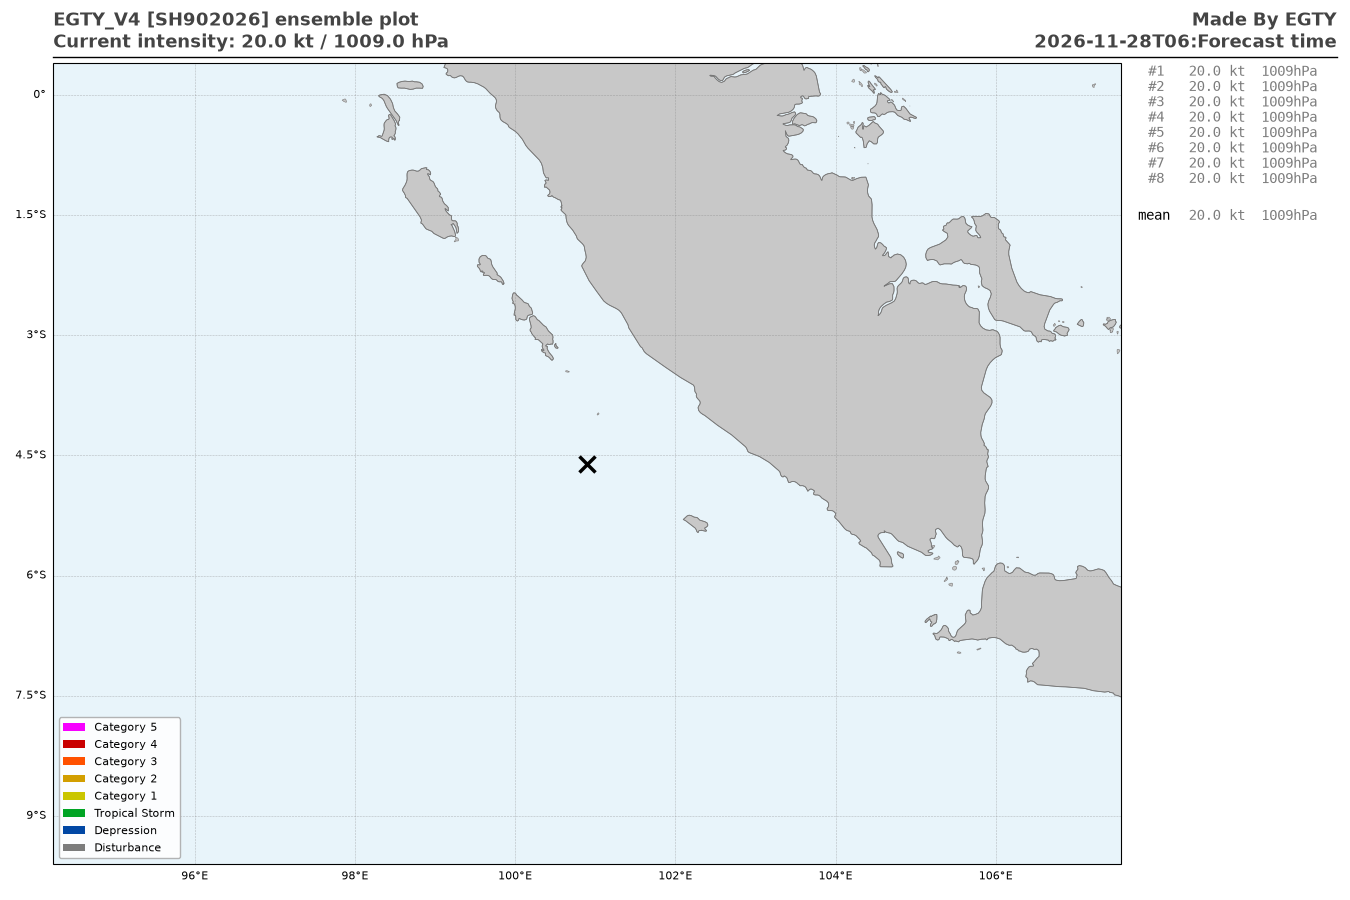 EGTY_V4 [SH902026] ensemble plot
Current intensity: 20.0 kt / 1009.0 hPa
Made By EGTY
2026-11-28T06:Forecast time
#1 20.0 kt 1009hPa
#2 20.0 kt 1009hPa
#3 20.0 kt 1009hPa
#4 20.0 kt 1009hPa
#5 20.0 kt 1009hPa
#6 20.0 kt 1009hPa
#7 20.0 kt 1009hPa
#8 20.0 kt 1009hPa
mean 20.0 kt 1009hPa
0°
1.5°S
3°S
4.5°S
6°S
7.5°S
9°S
Category 5
Category 4
Category 3
Category 2
Category 1
Tropical Storm
Depression
Disturbance
96°E 98°E 100°E 102°E 104°E 106°E